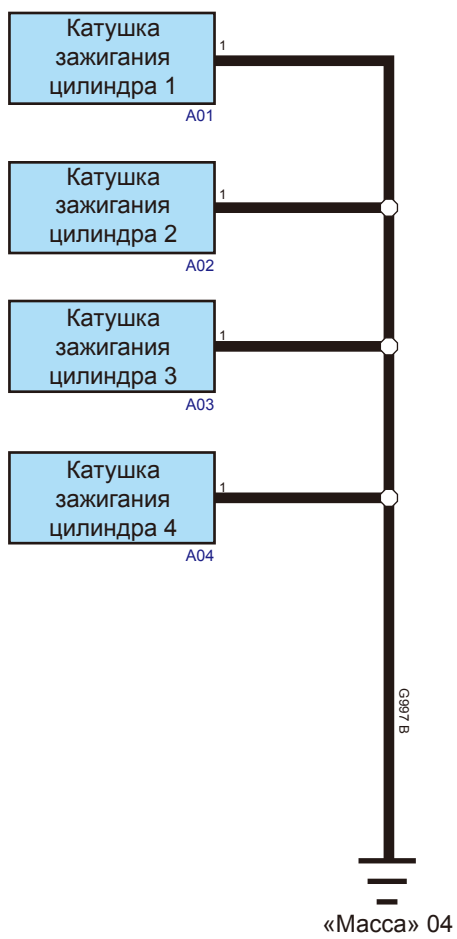 Катушка
зажигания
цилиндра 1
1
A01
Катушка
зажигания
цилиндра 2
1
A02
Катушка
зажигания
цилиндра 3
1
A03
Катушка
зажигания
цилиндра 4
1
A04
G997 B
«Масса» 04